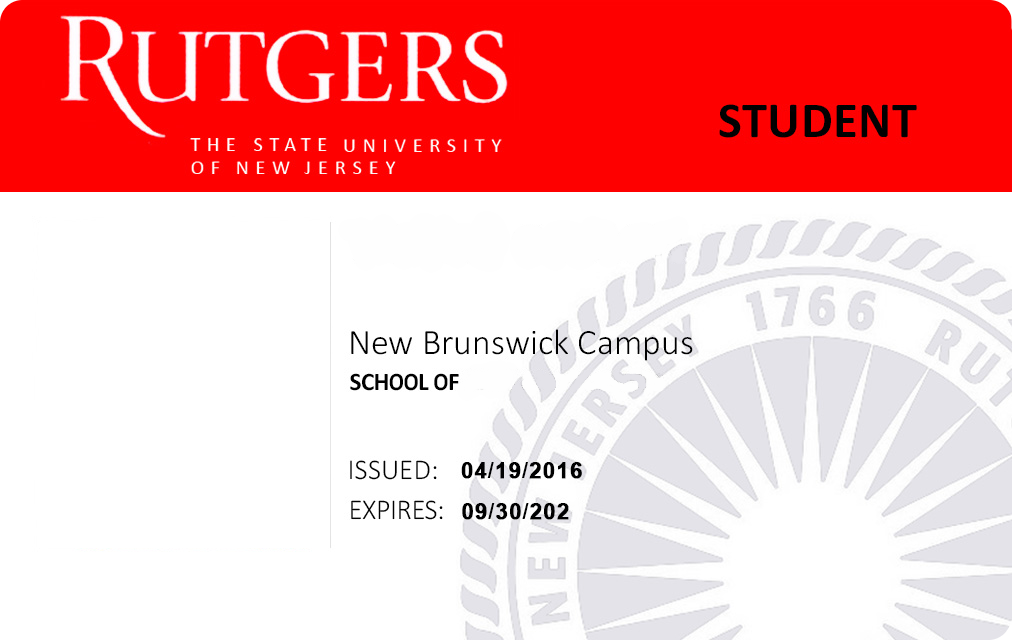 RUTGERS
THE STATE UNIVERSITY
OF NEW JERSEY
STUDENT
New Brunswick Campus
SCHOOL OF
ISSUED: 04/19/2016
EXPIRES: 09/30/202
NEW JERSEY 1766 RUT